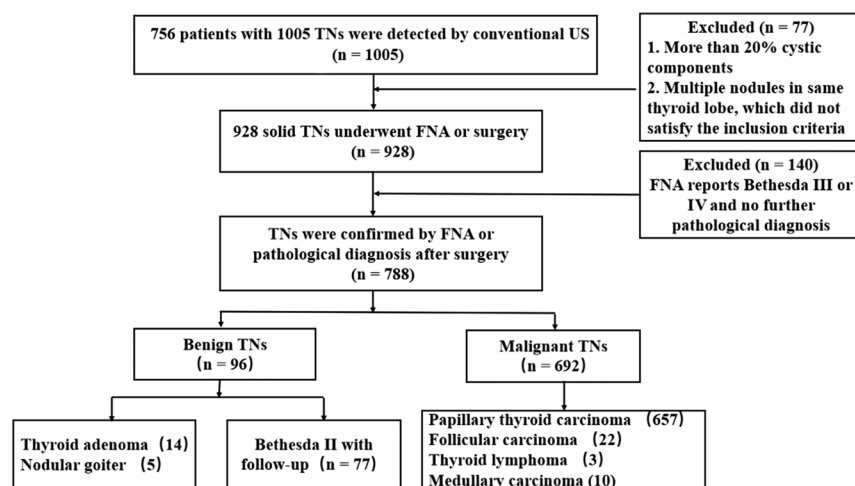 756 patients with 1005 TNs were detected by conventional US
(n = 1005)
Excluded (n = 77)
1. More than 20% cystic
components
2. Multiple nodules in same
thyroid lobe, which did not
satisfy the inclusion criteria
928 solid TNs underwent FNA or surgery
(n = 928)
Excluded (n = 140)
FNA reports Bethesda III or
IV and no further
pathological diagnosis
TNs were confirmed by FNA or
pathological diagnosis after surgery
(n = 788)
Benign TNs
(n = 96)
Malignant TNs
(n = 692)
Thyroid adenoma (14)
Nodular goiter (5)
Bethesda II with
follow-up (n = 77)
Papillary thyroid carcinoma (657)
Follicular carcinoma (22)
Thyroid lymphoma (3)
Medullary carcinoma (10)